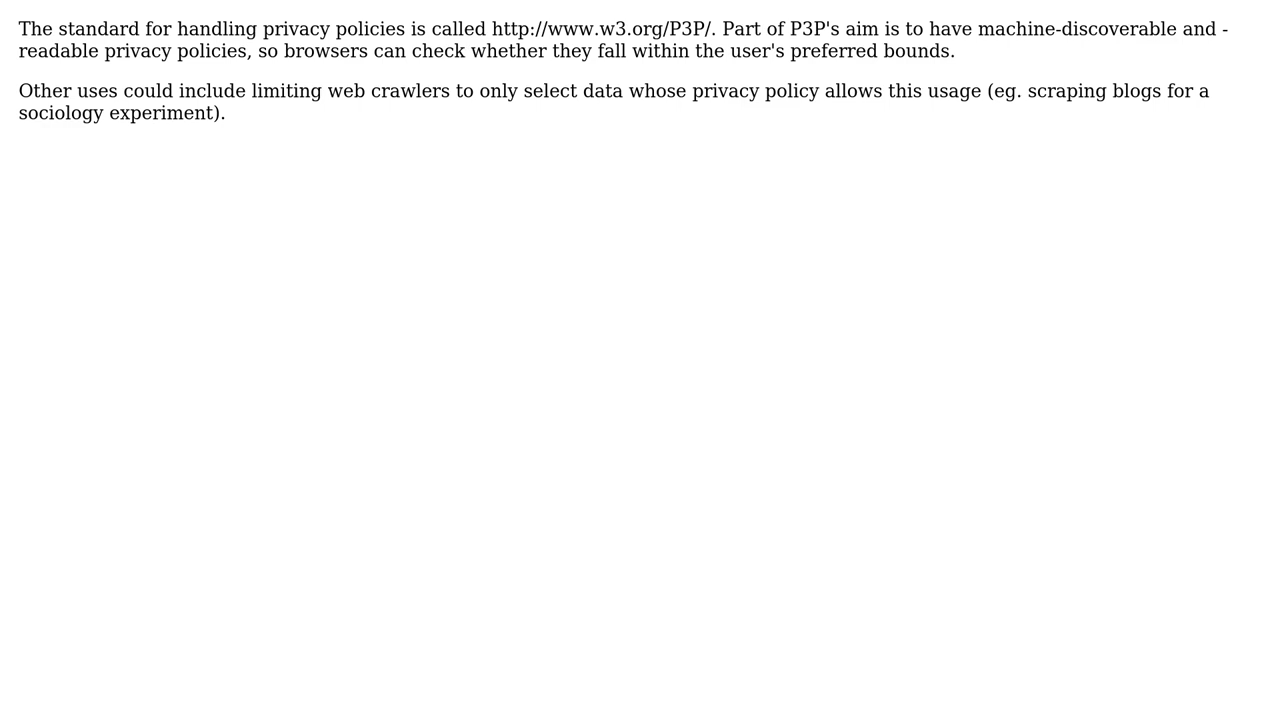 The standard for handling privacy policies is called http://www.w3.org/P3P/. Part of P3P's aim is to have machine-discoverable and -
readable privacy policies, so browsers can check whether they fall within the user's preferred bounds.
Other uses could include limiting web crawlers to only select data whose privacy policy allows this usage (eg. scraping blogs for a
sociology experiment).